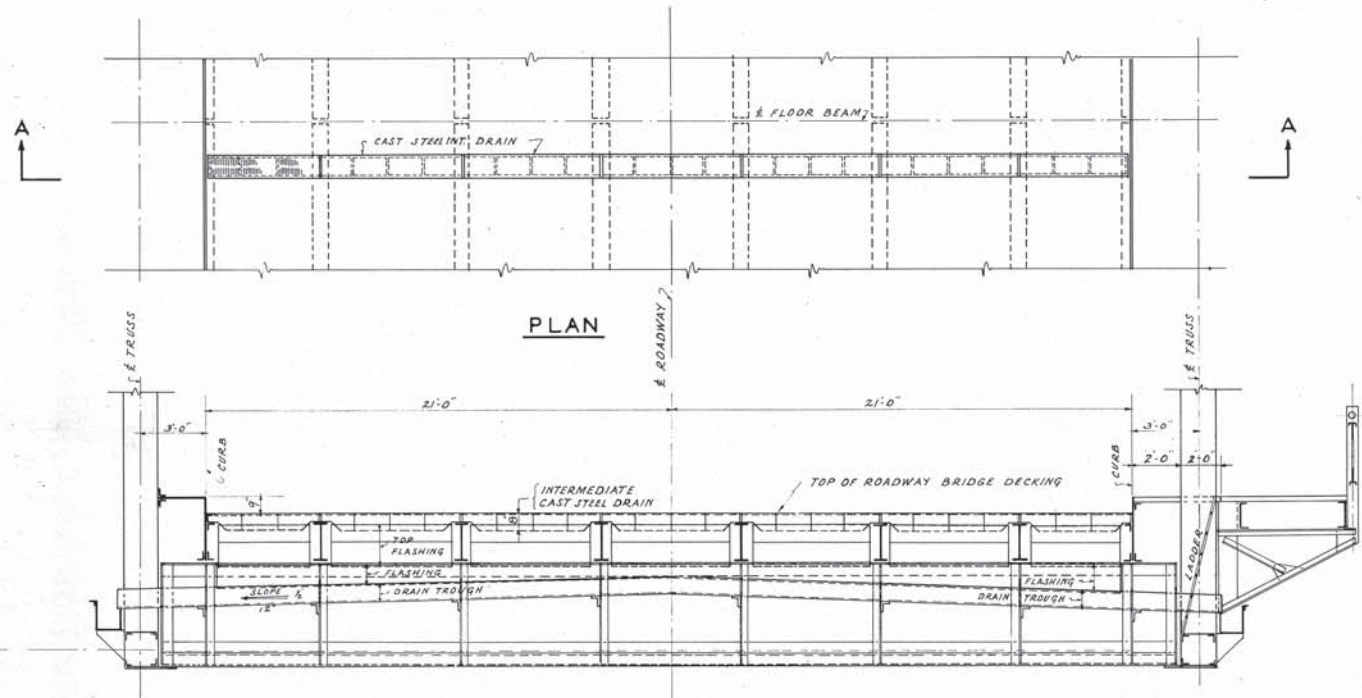 A
A
℄ FLOOR BEAM
CAST STEEL INT. DRAIN
PLAN
℄ TRUSS
℄ ROADWAY
℄ TRUSS
21'-0"
21'-0"
3'-0"
3'-0"
2'-0"
2'-0"
CURB
CURB
9"
INTERMEDIATE
CAST STEEL DRAIN
8"
TOP OF ROADWAY BRIDGE DECKING
TOP
FLASHING
FLASHING
SLOPE 1/2
12"
DRAIN TROUGH
FLASHING
DRAIN TROUGH
LADDER